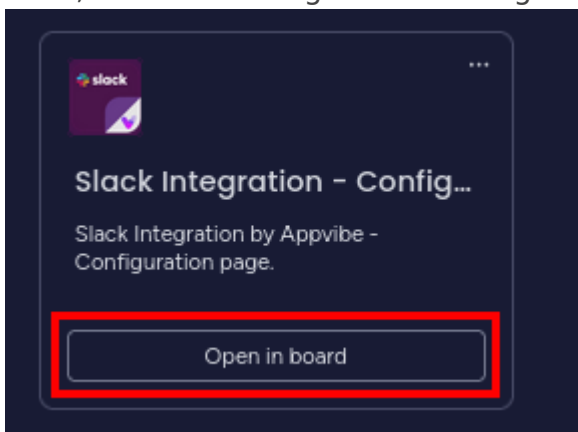 slack
...
Slack Integration - Config...
Slack Integration by Appvibe -
Configuration page.
Open in board